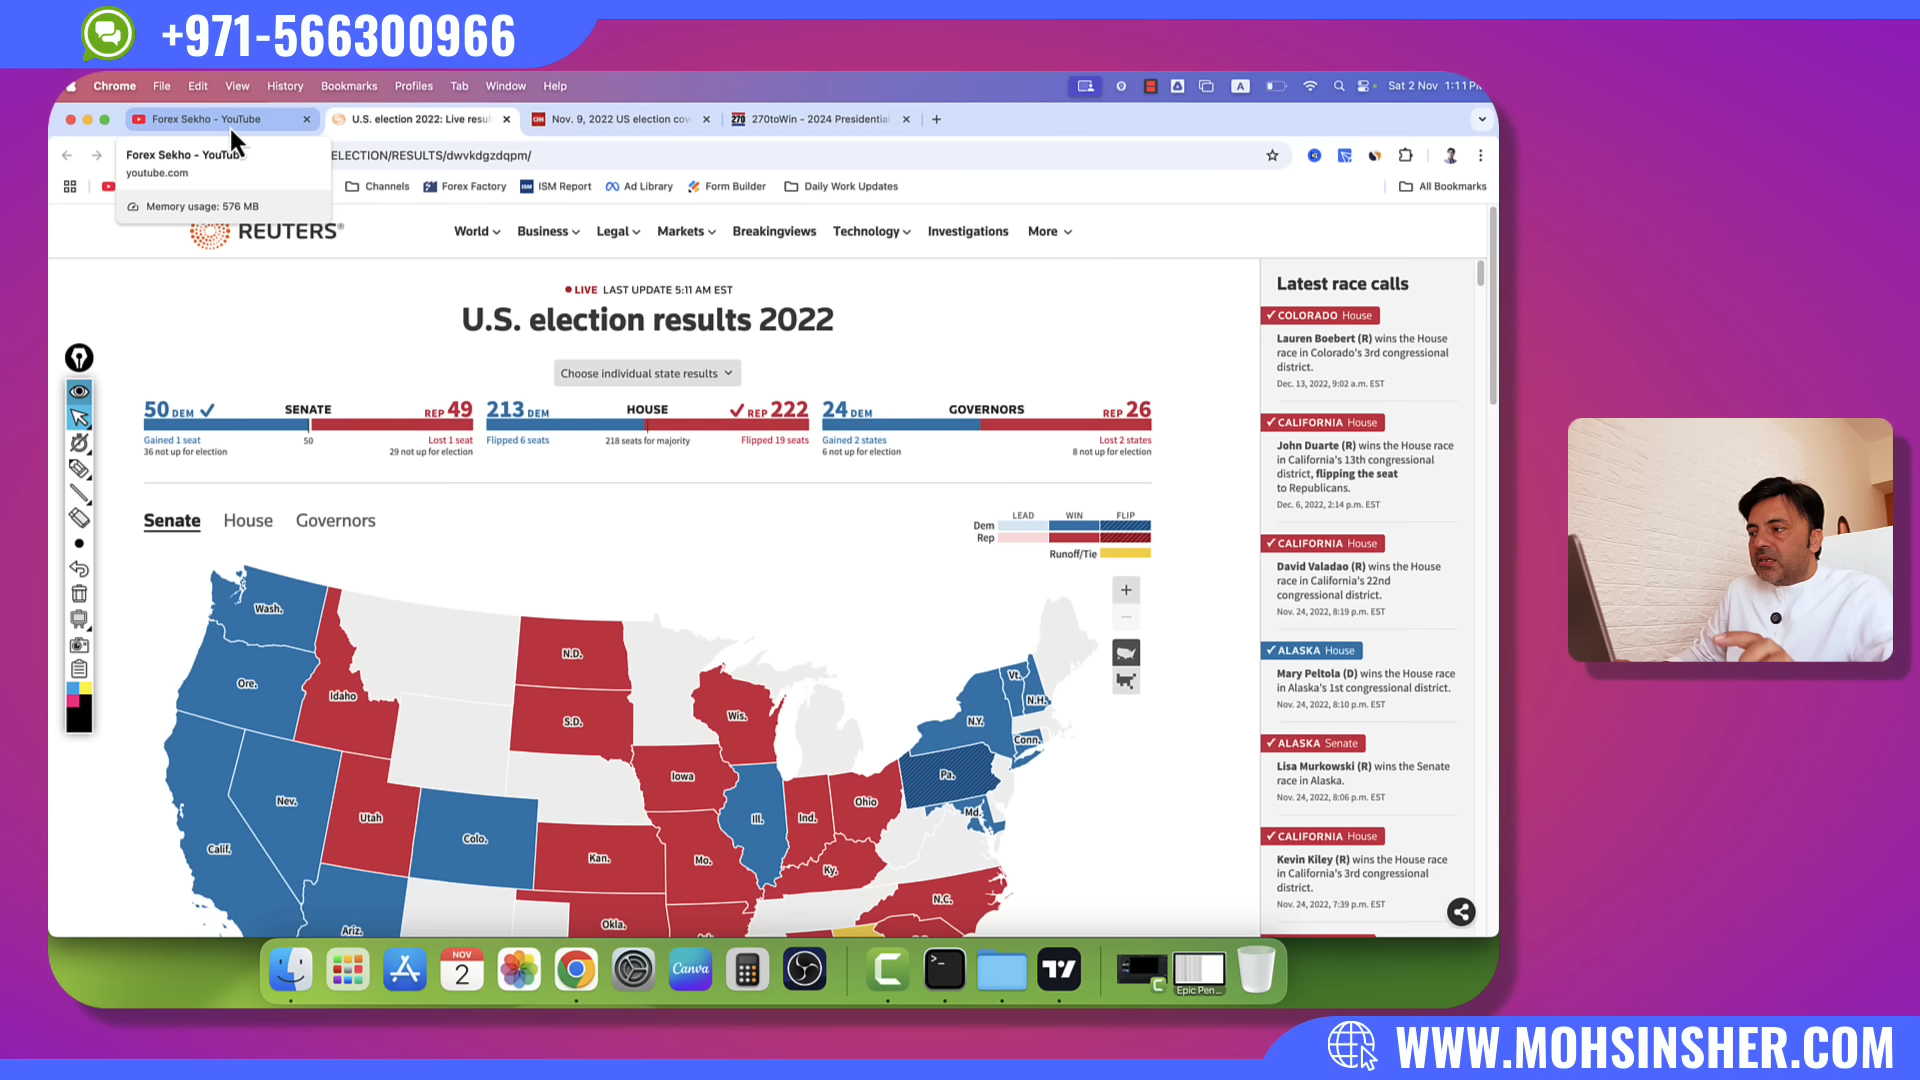 +971-566300966
Chrome File Edit View History Bookmarks Profiles Tab Window Help
A
Sat 2 Nov 1:11PM
Forex Sekho - YouTube
U.S. election 2022: Live resu
Nov. 9, 2022 US election cov
270toWin - 2024 Presidential
Forex Sekho - YouTube
youtube.com
Memory usage: 576 MB
ELECTION/RESULTS/dwvkdgzdqpm/
Channels
Forex Factory
ISM Report
Ad Library
Form Builder
Daily Work Updates
All Bookmarks
REUTERS®
World Business Legal Markets Breakingviews Technology Investigations More
LIVE LAST UPDATE 5:11 AM EST
U.S. election results 2022
Choose individual state results
50 DEM SENATE REP 49
Gained 1 seat 50 Lost 1 seat
36 not up for election 29 not up for election
213 DEM HOUSE REP 222
Flipped 6 seats 218 seats for majority Flipped 19 seats
24 DEM GOVERNORS REP 26
Gained 2 states Lost 2 states
6 not up for election 8 not up for election
Senate House Governors
LEAD WIN FLIP
Dem
Rep
Runoff/Tie
Wash.
Ore.
Idaho
Calif.
Nev.
Utah
Ariz.
Colo.
N.D.
S.D.
Kan.
Okla.
Iowa
Mo.
Wis.
Ill.
Ind.
Ohio
Ky.
N.C.
Pa.
Md.
N.Y.
Vt.
N.H.
Conn.
Latest race calls
COLORADO House
Lauren Boebert (R) wins the House
race in Colorado's 3rd congressional
district.
Dec. 13, 2022, 9:02 a.m. EST
CALIFORNIA House
John Duarte (R) wins the House race
in California's 13th congressional
district, flipping the seat
to Republicans.
Dec. 6, 2022, 2:14 p.m. EST
CALIFORNIA House
David Valadao (R) wins the House
race in California's 22nd
congressional district.
Nov. 24, 2022, 8:19 p.m. EST
ALASKA House
Mary Peltola (D) wins the House race
in Alaska's 1st congressional district.
Nov. 24, 2022, 8:10 p.m. EST
ALASKA Senate
Lisa Murkowski (R) wins the Senate
race in Alaska.
Nov. 24, 2022, 8:06 p.m. EST
CALIFORNIA House
Kevin Kiley (R) wins the House race
in California's 3rd congressional
district.
Nov. 24, 2022, 7:39 p.m. EST
NOV
2
Canva
Epic Pen...
WWW.MOHSINSHER.COM